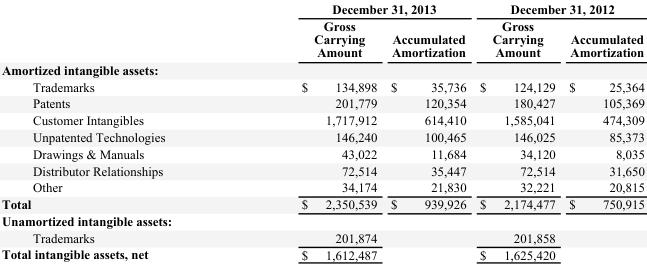 December 31, 2013 December 31, 2012
Gross Carrying Amount Accumulated Amortization Gross Carrying Amount Accumulated Amortization
Amortized intangible assets:
Trademarks $ 134,898 $ 35,736 $ 124,129 $ 25,364
Patents 201,779 120,354 180,427 105,369
Customer Intangibles 1,717,912 614,410 1,585,041 474,309
Unpatented Technologies 146,240 100,465 146,025 85,373
Drawings & Manuals 43,022 11,684 34,120 8,035
Distributor Relationships 72,514 35,447 72,514 31,650
Other 34,174 21,830 32,221 20,815
Total $ 2,350,539 $ 939,926 $ 2,174,477 $ 750,915
Unamortized intangible assets:
Trademarks 201,874 201,858
Total intangible assets, net $ 1,612,487 $ 1,625,420